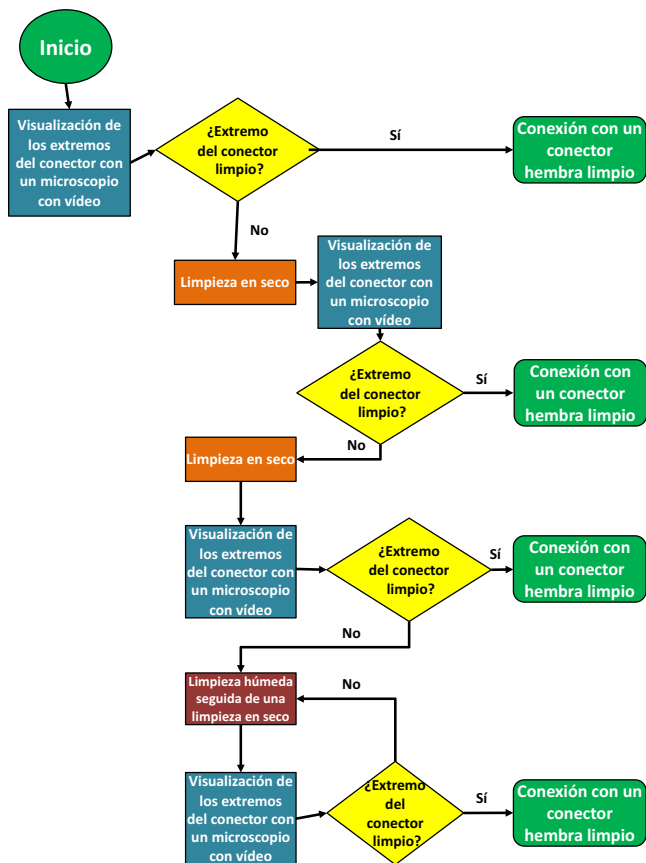 Inicio
Visualización de
los extremos
del conector con
un microscopio
con vídeo
¿Extremo
del conector
limpio?
Sí
Conexión con un
conector
hembra limpio
No
Limpieza en seco
Visualización de
los extremos
del conector con
un microscopio
con vídeo
¿Extremo
del conector
limpio?
Sí
Conexión con
un conector
hembra limpio
No
Limpieza en seco
Visualización de
los extremos
del conector con
un microscopio
con vídeo
¿Extremo
del conector
limpio?
Sí
Conexión con
un conector
hembra limpio
No
Limpieza húmeda
seguida de una
limpieza en seco
No
Visualización de
los extremos
del conector con
un microscopio
con vídeo
¿Extremo
del
conector
limpio?
Sí
Conexión con un
conector
hembra limpio